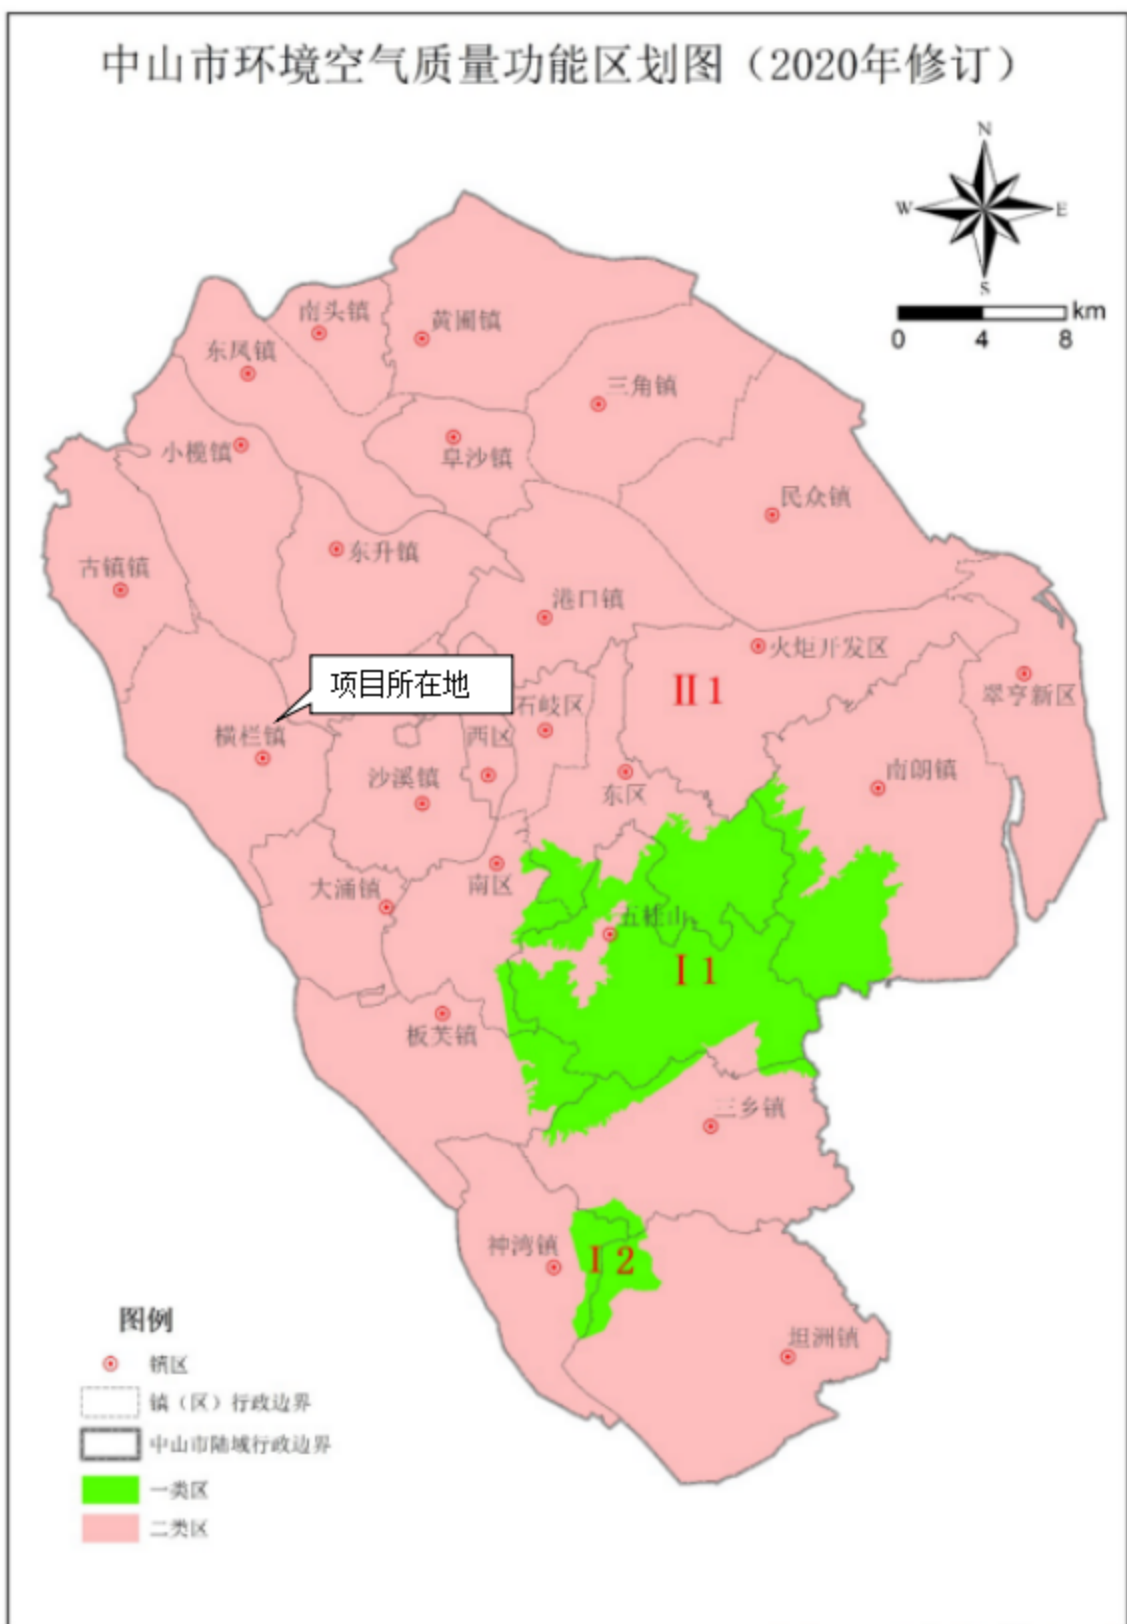 中山市环境空气质量功能区划图（2020年修订）
N
W
E
S
km
0 4 8
南头镇
黄圃镇
东凤镇
三角镇
小榄镇
阜沙镇
民众镇
东升镇
古镇镇
港口镇
火炬开发区
项目所在地
翠亨新区
II 1
石岐区
横栏镇
西区
沙溪镇
南朗镇
东区
南区
大涌镇
五桂山
I 1
板芙镇
三乡镇
神湾镇
I 2
坦洲镇
图例
镇区
镇（区）行政边界
中山市陆域行政边界
一类区
二类区